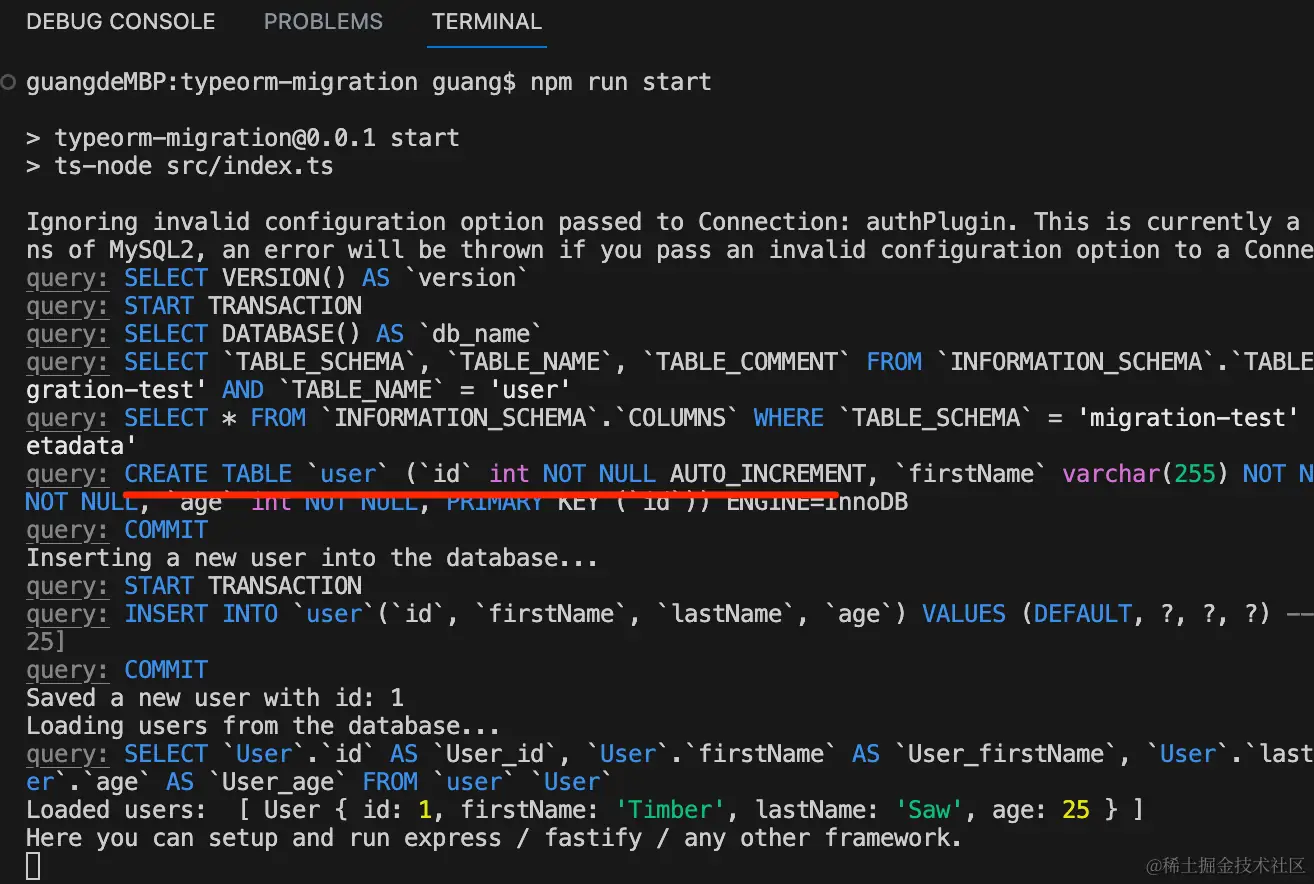 DEBUG CONSOLE PROBLEMS TERMINAL
guangdeMBP:typeorm-migration guang$ npm run start
> typeorm-migration@0.0.1 start
> ts-node src/index.ts
Ignoring invalid configuration option passed to Connection: authPlugin. This is currently a
ns of MySQL2, an error will be thrown if you pass an invalid configuration option to a Conne
query: SELECT VERSION() AS `version`
query: START TRANSACTION
query: SELECT DATABASE() AS `db_name`
query: SELECT `TABLE_SCHEMA`, `TABLE_NAME`, `TABLE_COMMENT` FROM `INFORMATION_SCHEMA`.`TABLE
gration-test' AND `TABLE_NAME` = 'user'
query: SELECT * FROM `INFORMATION_SCHEMA`.`COLUMNS` WHERE `TABLE_SCHEMA` = 'migration-test'
etadata'
query: CREATE TABLE `user` (`id` int NOT NULL AUTO_INCREMENT, `firstName` varchar(255) NOT N
NOT NULL, `age` int NOT NULL, PRIMARY KEY (`id`)) ENGINE=InnoDB
query: COMMIT
Inserting a new user into the database...
query: START TRANSACTION
query: INSERT INTO `user`(`id`, `firstName`, `lastName`, `age`) VALUES (DEFAULT, ?, ?, ?) --
25]
query: COMMIT
Saved a new user with id: 1
Loading users from the database...
query: SELECT `User`.`id` AS `User_id`, `User`.`firstName` AS `User_firstName`, `User`.`last
er`.`age` AS `User_age` FROM `user` `User`
Loaded users:  [ User { id: 1, firstName: 'Timber', lastName: 'Saw', age: 25 } ]
Here you can setup and run express / fastify / any other framework.
@稀土掘金技术社区